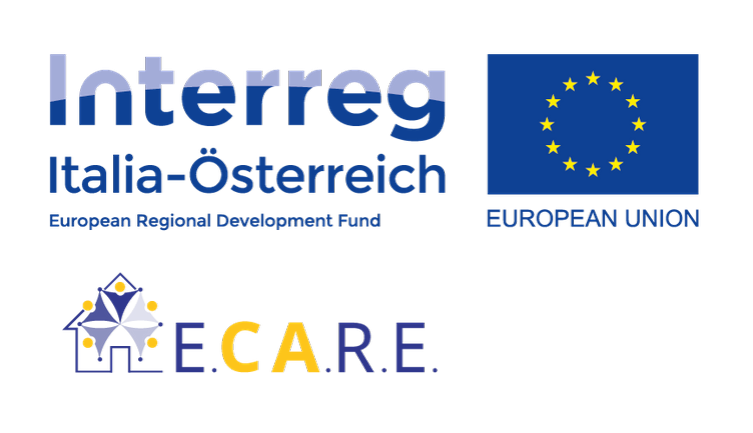 Interreg
Italia-Österreich
European Regional Development Fund
EUROPEAN UNION
E.CA.R.E.